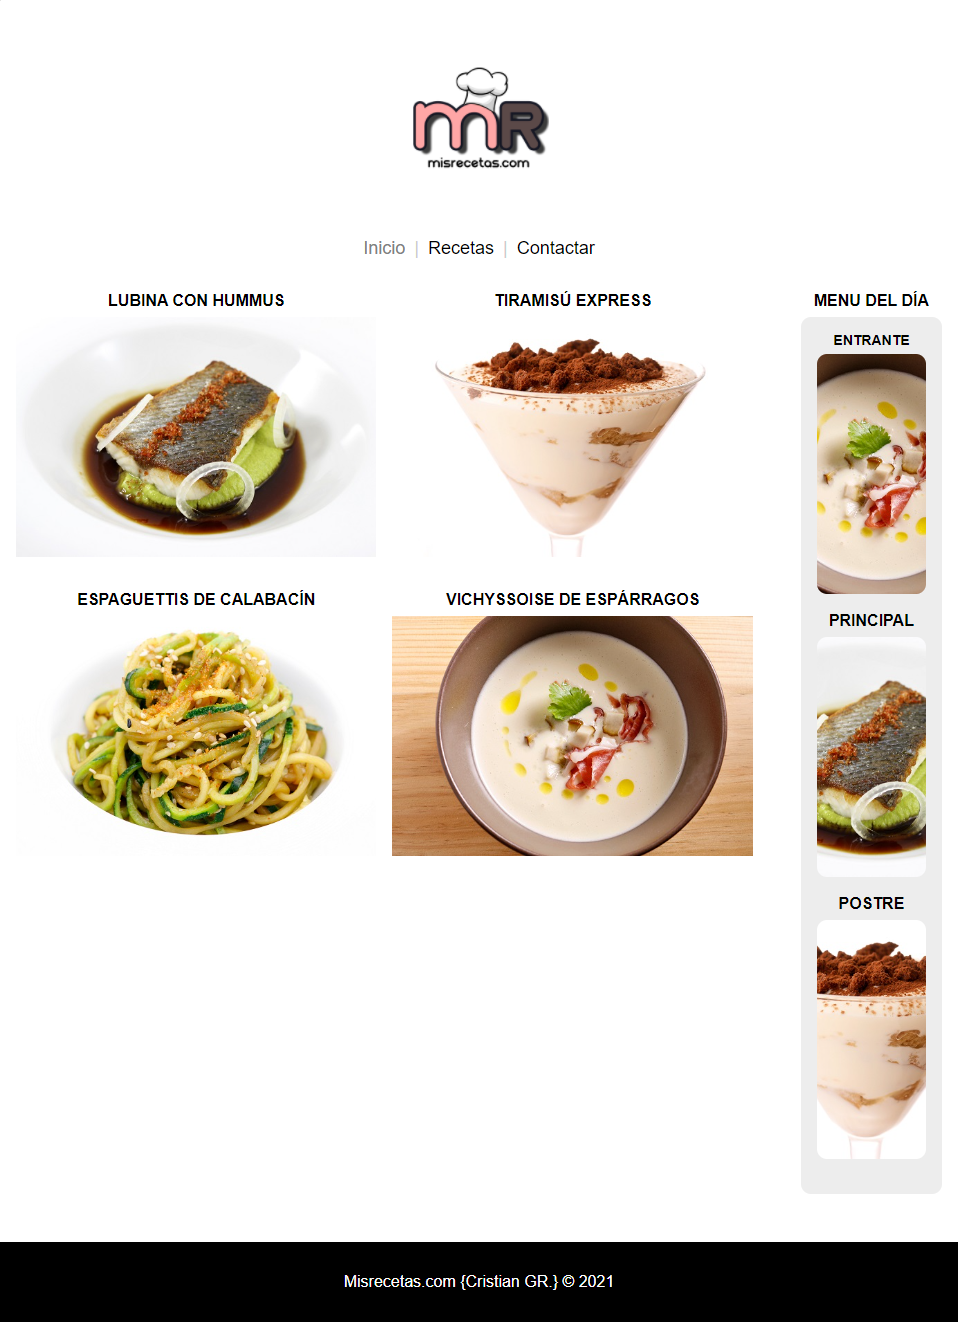 mR
misrecetas.com
Inicio | Recetas | Contactar
LUBINA CON HUMMUS
TIRAMISÚ EXPRESS
ESPAGUETTIS DE CALABACÍN
VICHYSSOISE DE ESPÁRRAGOS
MENU DEL DÍA
ENTRANTE
PRINCIPAL
POSTRE
Misrecetas.com {Cristian GR.} © 2021